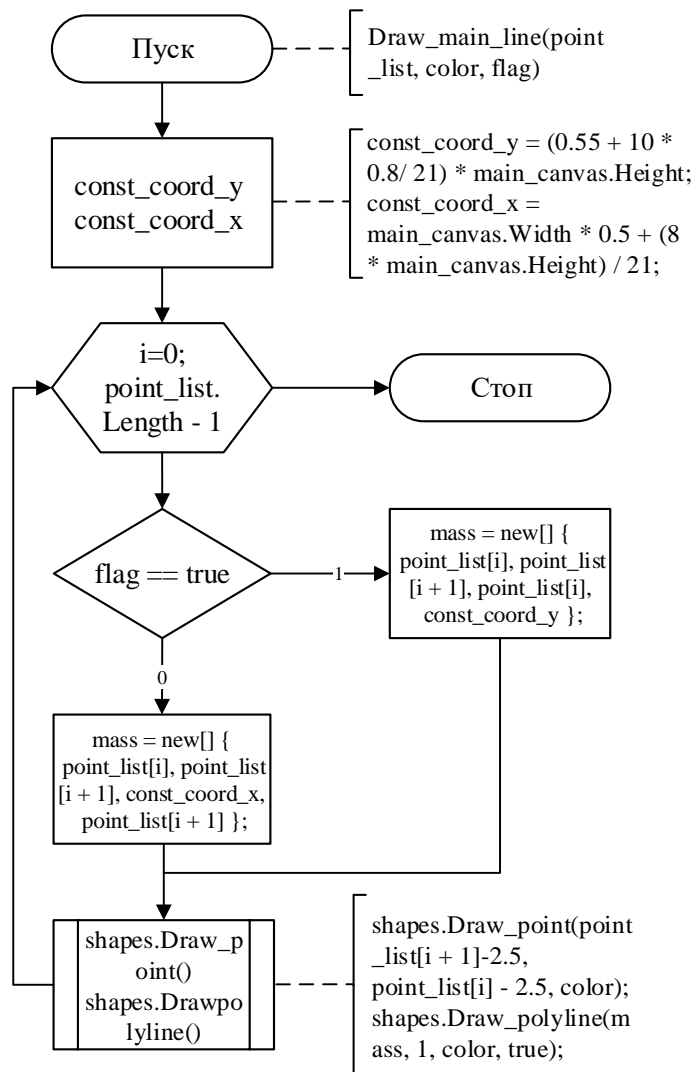 Пуск
Draw_main_line(point
_list, color, flag)
const_coord_y
const_coord_x
const_coord_y = (0.55 + 10 *
0.8/ 21) * main_canvas.Height;
const_coord_x =
main_canvas.Width * 0.5 + (8
* main_canvas.Height) / 21;
i=0;
point_list.
Length - 1
Стоп
flag == true
1
mass = new[] {
point_list[i], point_list
[i + 1], point_list[i],
const_coord_y };
0
mass = new[] {
point_list[i], point_list
[i + 1], const_coord_x,
point_list[i + 1] };
shapes.Draw_p
oint()
shapes.Drawpo
lyline()
shapes.Draw_point(point
_list[i + 1]-2.5,
point_list[i] - 2.5, color);
shapes.Draw_polyline(m
ass, 1, color, true);